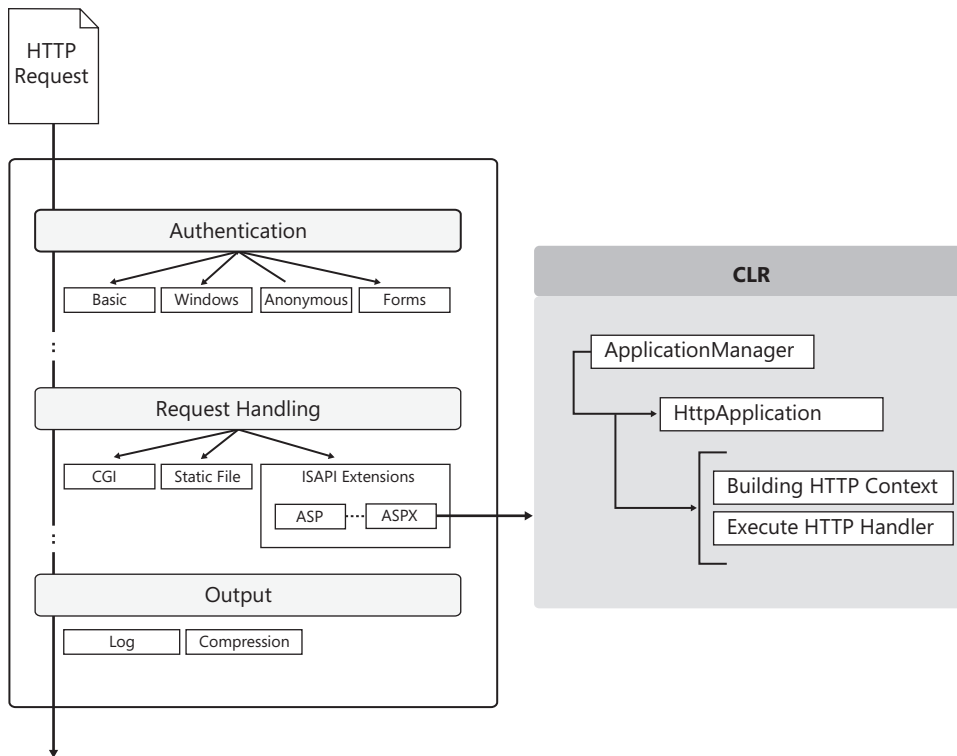 HTTP
Request
Authentication
Basic
Windows
Anonymous
Forms
Request Handling
CGI
Static File
ISAPI Extensions
ASP
ASPX
Output
Log
Compression
CLR
ApplicationManager
HttpApplication
Building HTTP Context
Execute HTTP Handler